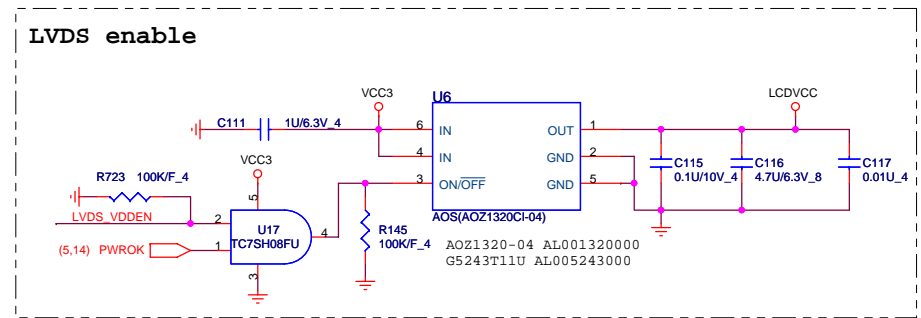 LVDS enable
VCC3
LCDVCC
U6
C111 1U/6.3V_4
6 IN
OUT 1
4 IN
GND 2
3 ON/OFF
GND 5
C115
0.1U/10V_4
C116
4.7U/6.3V_8
C117
0.01U_4
VCC3
R723 100K/F_4
5
LVDS_VDDEN
2
U17
TC7SH08FU
4
(5,14) PWROK
1
3
R145
100K/F_4
AOS(AOZ1320CI-04)
AOZ1320-04 AL001320000
G5243T11U AL005243000